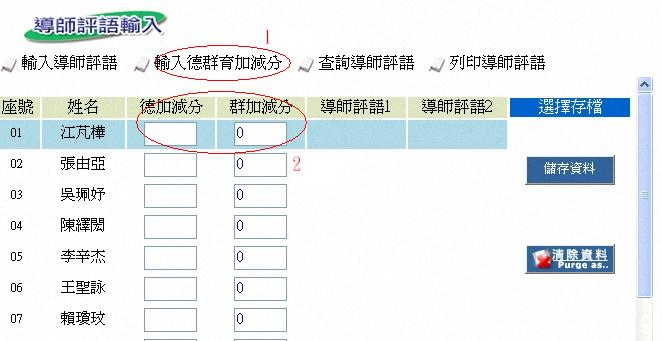 導師評語輸入
1
輸入導師評語 輸入德群育加減分 查詢導師評語 列印導師評語
座號 姓名 德加減分 群加減分 導師評語1 導師評語2 選擇存檔
01 江芃樺 0
02 張由亞 0 2 儲存資料
03 吳珮妤 0
04 陳繹閎 0
05 李辛杰 0 清除資料
Purge as..
06 王聖詠 0
07 賴瓊玟 0